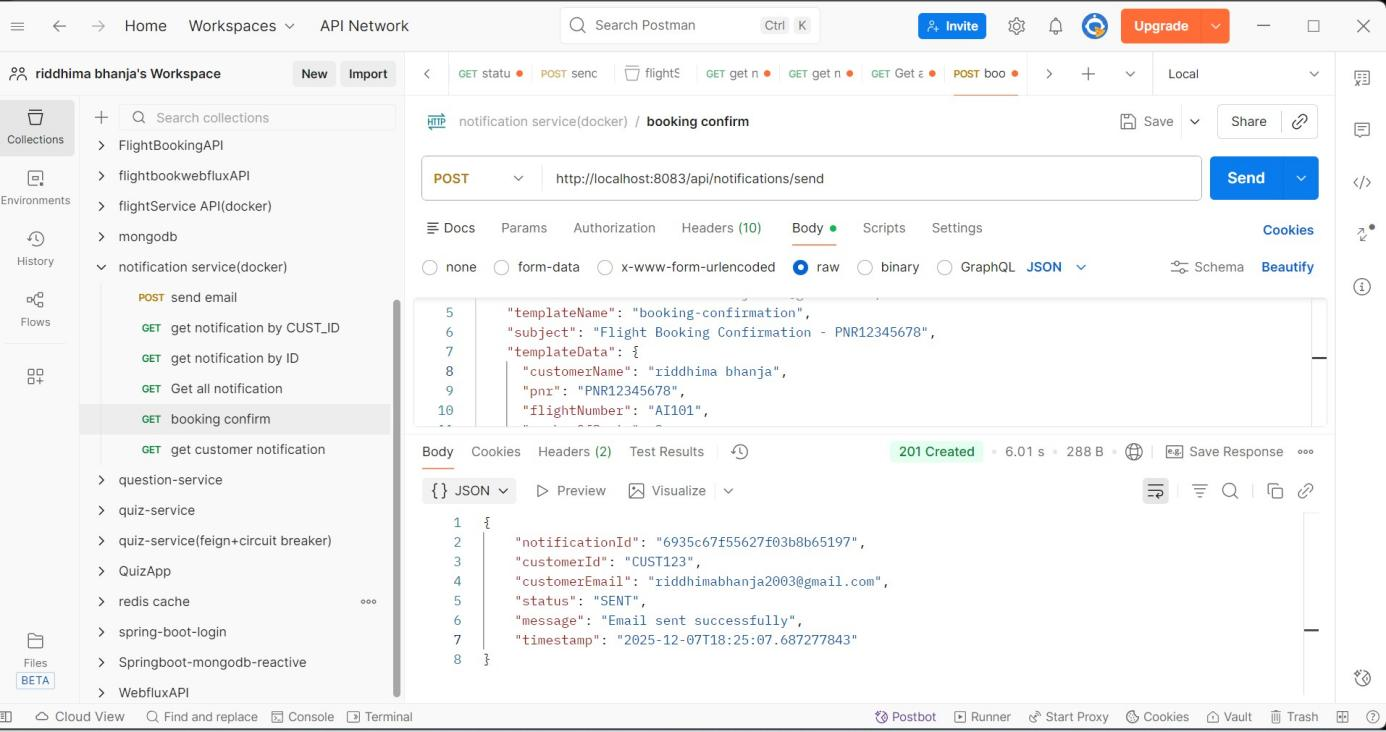 Home Workspaces API Network Search Postman Ctrl K Invite Upgrade
riddhima bhanja's Workspace New Import
GET statu POST senc flightS GET get n GET get n GET Get a POST boo Local
Collections
Environments
History
Flows
Files
BETA
Search collections
FlightBookingAPI
flightbookwebfluxAPI
flightService API(docker)
mongodb
notification service(docker)
POST send email
GET get notification by CUST_ID
GET get notification by ID
GET Get all notification
GET booking confirm
GET get customer notification
question-service
quiz-service
quiz-service(feign+circuit breaker)
QuizApp
redis cache
spring-boot-login
Springboot-mongodb-reactive
WebfluxAPI
HTTP notification service(docker) / booking confirm Save Share
POST http://localhost:8083/api/notifications/send Send
Docs Params Authorization Headers (10) Body Scripts Settings Cookies
none form-data x-www-form-urlencoded raw binary GraphQL JSON Schema Beautify
5 "templateName": "booking-confirmation",
6 "subject": "Flight Booking Confirmation - PNR12345678",
7 "templateData": {
8 "customerName": "riddhima bhanja",
9 "pnr": "PNR12345678",
10 "flightNumber": "AI101",
Body Cookies Headers (2) Test Results 201 Created 6.01 s 288 B e.g. Save Response
{} JSON Preview Visualize
1 {
2 "notificationId": "6935c67f55627f03b8b65197",
3 "customerId": "CUST123",
4 "customerEmail": "riddhimabhanja2003@gmail.com",
5 "status": "SENT",
6 "message": "Email sent successfully",
7 "timestamp": "2025-12-07T18:25:07.687277843"
8 }
Cloud View Find and replace Console Terminal Postbot Runner Start Proxy Cookies Vault Trash